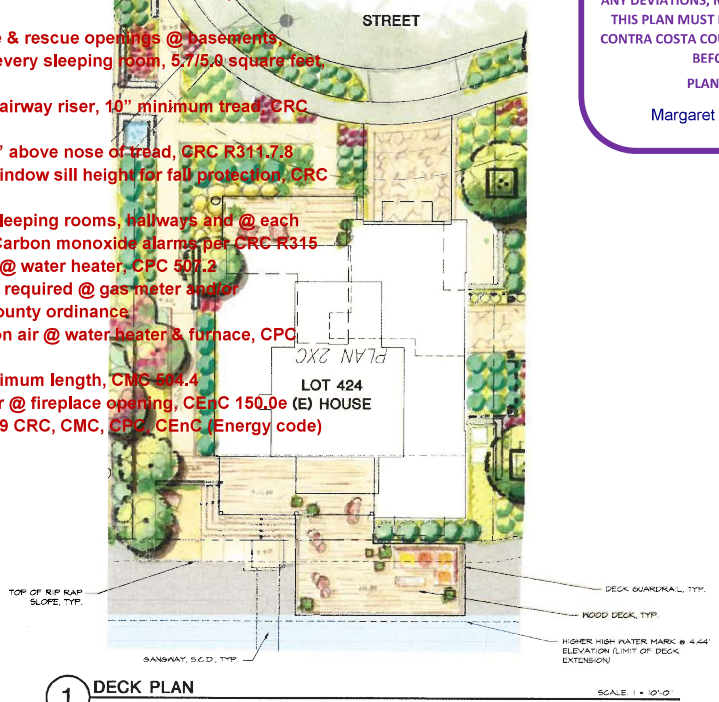 STREET
e & rescue openings @ basements,
every sleeping room, 5.7/5.0 square feet,
airway riser, 10” minimum tread, CRC
” above nose of tread, CRC R311.7.8
indow sill height for fall protection, CRC
leeping rooms, hallways and @ each
Carbon monoxide alarms per CRC R315
@ water heater, CPC 507.2
required @ gas meter and/or
ounty ordinance
on air @ water heater & furnace, CPC
imum length, CMC 504.4
r @ fireplace opening, CEnC 150.0e
9 CRC, CMC, CPC, CEnC (Energy code)
ANY DEVIATIONS, M
THIS PLAN MUST
CONTRA COSTA COU
BEFO
PLAN
Margaret
PLAN 2XC
LOT 424
(E) HOUSE
TOP OF RIP RAP
SLOPE, TYP.
GANGWAY, S.C.D., TYP.
DECK GUARDRAIL, TYP.
WOOD DECK, TYP.
HIGHER HIGH WATER MARK @ 4.44'
ELEVATION (LIMIT OF DECK
EXTENSION)
1 DECK PLAN
SCALE: 1 = 10'-0"